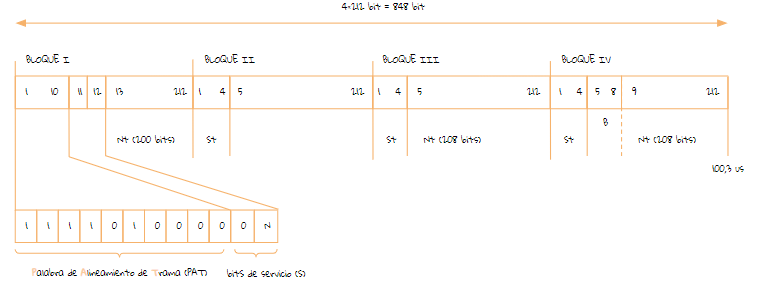 4×212 bit = 848 bit
BLOQUE I BLOQUE II BLOQUE III BLOQUE IV
1 10 11 12 13 212 1 4 5 212 1 4 5 212 1 4 5 8 9 212
B
Nt (200 bits) St St Nt (208 bits) St Nt (208 bits)
100,3 us
1 1 1 1 0 1 0 0 0 0 0 N
Palabra de Alineamiento de Trama (PAT) bits de servicio (S)